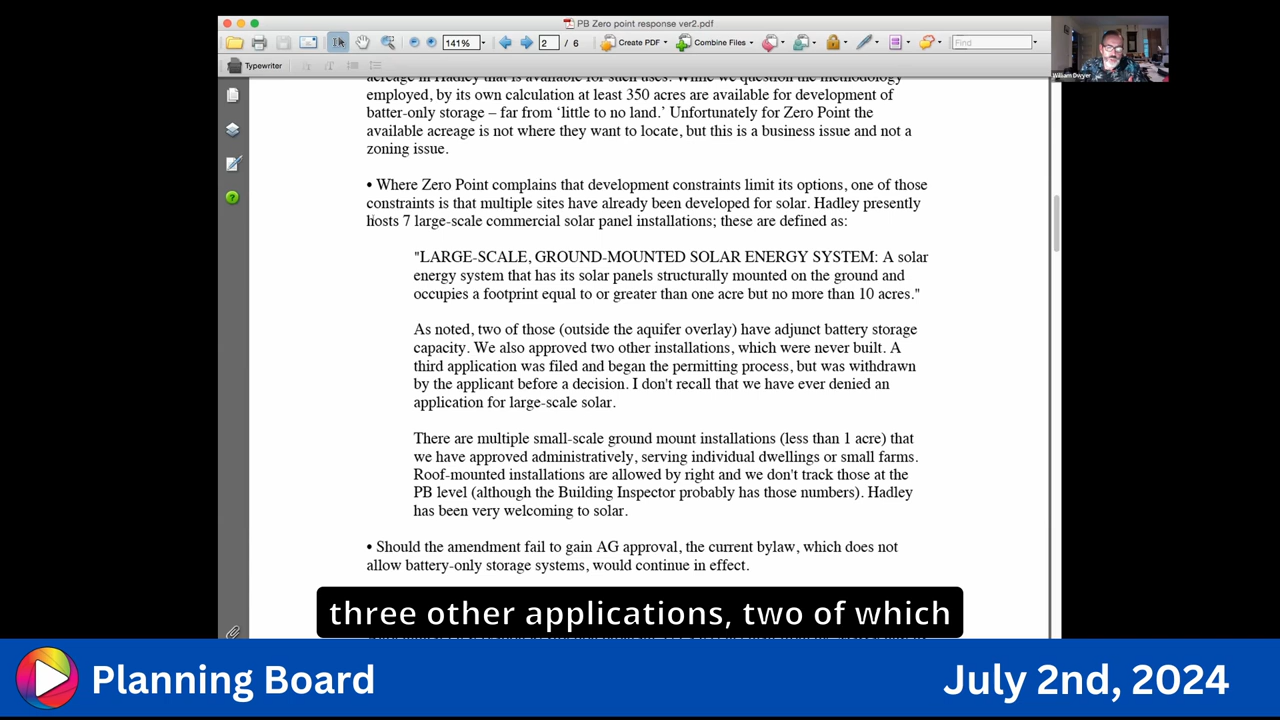 PB Zero point response ver2.pdf
141%
2
/ 6
Create PDF
Combine Files
Find
William Dwyer
Typewriter
acreage in Hadley that is available for such uses. While we question the methodology
employed, by its own calculation at least 350 acres are available for development of
batter-only storage – far from ‘little to no land.’ Unfortunately for Zero Point the
available acreage is not where they want to locate, but this is a business issue and not a
zoning issue.
• Where Zero Point complains that development constraints limit its options, one of those
constraints is that multiple sites have already been developed for solar. Hadley presently
hosts 7 large-scale commercial solar panel installations; these are defined as:
"LARGE-SCALE, GROUND-MOUNTED SOLAR ENERGY SYSTEM: A solar
energy system that has its solar panels structurally mounted on the ground and
occupies a footprint equal to or greater than one acre but no more than 10 acres."
As noted, two of those (outside the aquifer overlay) have adjunct battery storage
capacity. We also approved two other installations, which were never built. A
third application was filed and began the permitting process, but was withdrawn
by the applicant before a decision. I don't recall that we have ever denied an
application for large-scale solar.
There are multiple small-scale ground mount installations (less than 1 acre) that
we have approved administratively, serving individual dwellings or small farms.
Roof-mounted installations are allowed by right and we don't track those at the
PB level (although the Building Inspector probably has those numbers). Hadley
has been very welcoming to solar.
• Should the amendment fail to gain AG approval, the current bylaw, which does not
allow battery-only storage systems, would continue in effect.
three other applications, two of which
Planning Board
July 2nd, 2024